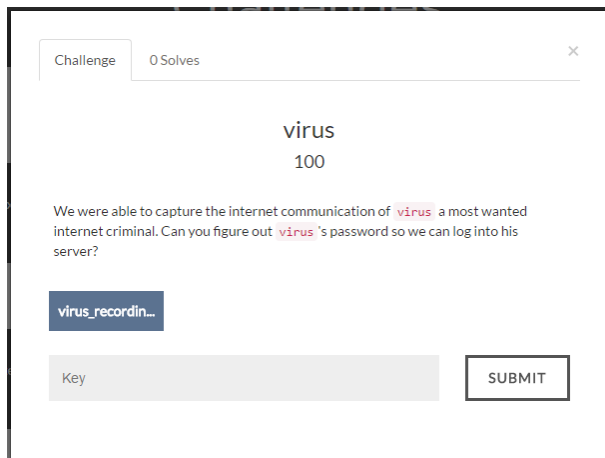 Challenges
Challenge 0 Solves ×
virus
100
We were able to capture the internet communication of virus a most wanted
internet criminal. Can you figure out virus's password so we can log into his
server?
virus_recordin...
Key SUBMIT